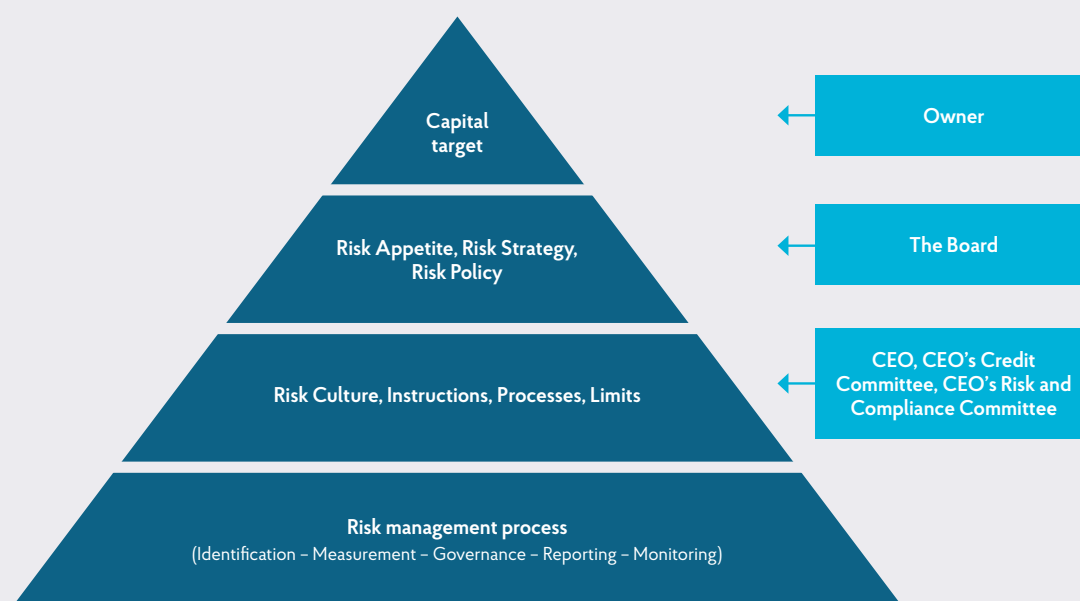 Capital
target
Owner
Risk Appetite, Risk Strategy,
Risk Policy
The Board
Risk Culture, Instructions, Processes, Limits
CEO, CEO’s Credit
Committee, CEO’s Risk and
Compliance Committee
Risk management process
(Identification – Measurement – Governance – Reporting – Monitoring)